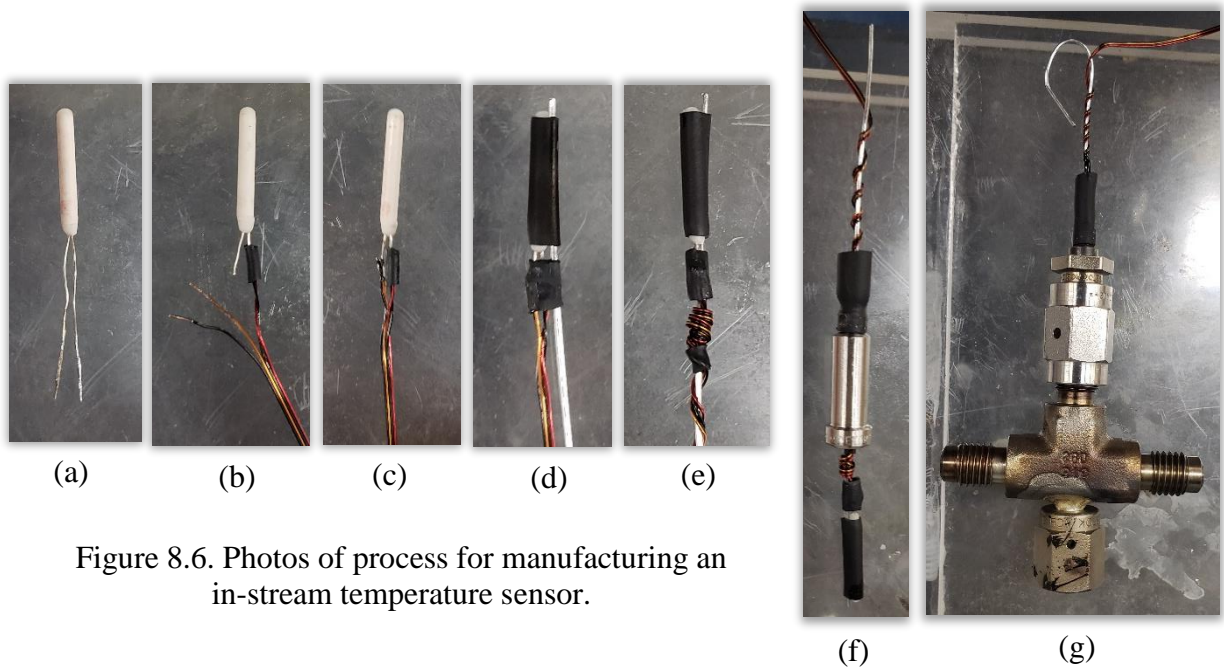 (a)
(b)
(c)
(d)
(e)
Figure 8.6. Photos of process for manufacturing an
in-stream temperature sensor.
(f)
(g)